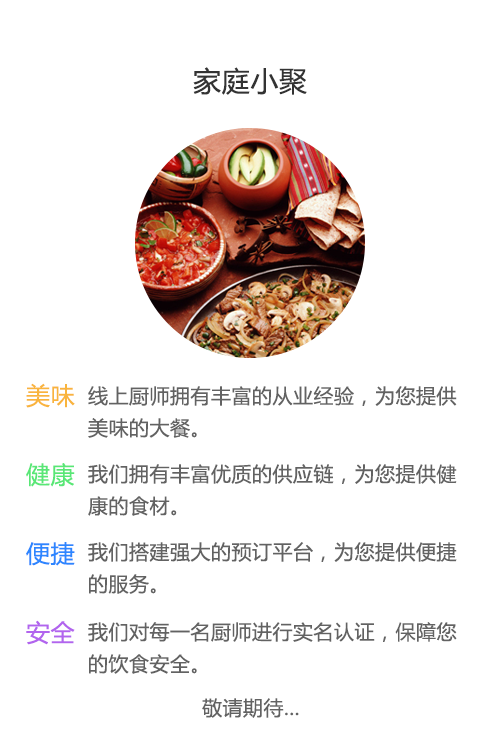 家庭小聚
美味 线上厨师拥有丰富的从业经验，为您提供
美味的大餐。
健康 我们拥有丰富优质的供应链，为您提供健
康的食材。
便捷 我们搭建强大的预订平台，为您提供便捷
的服务。
安全 我们对每一名厨师进行实名认证，保障您
的饮食安全。
敬请期待...